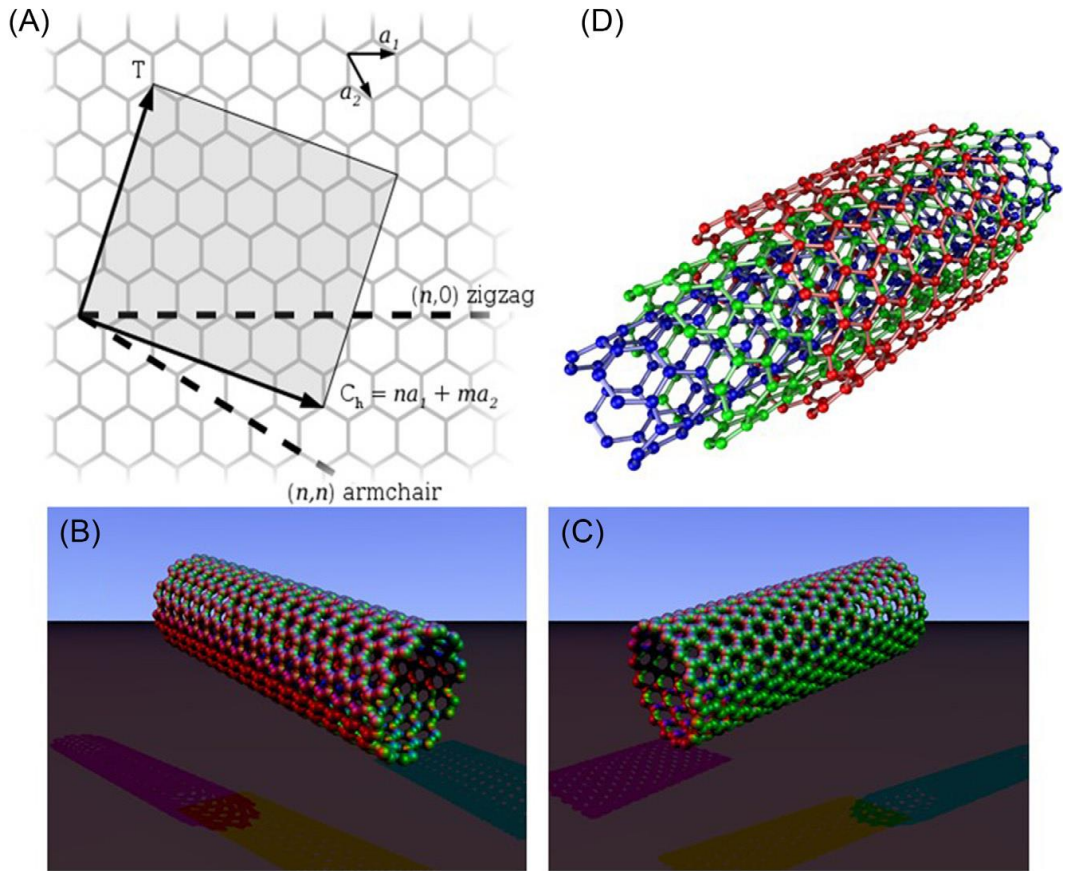 (A)
T
a1
a2
(n,0) zigzag
Ch = na1 + ma2
(n,n) armchair
(D)
(B)
(C)